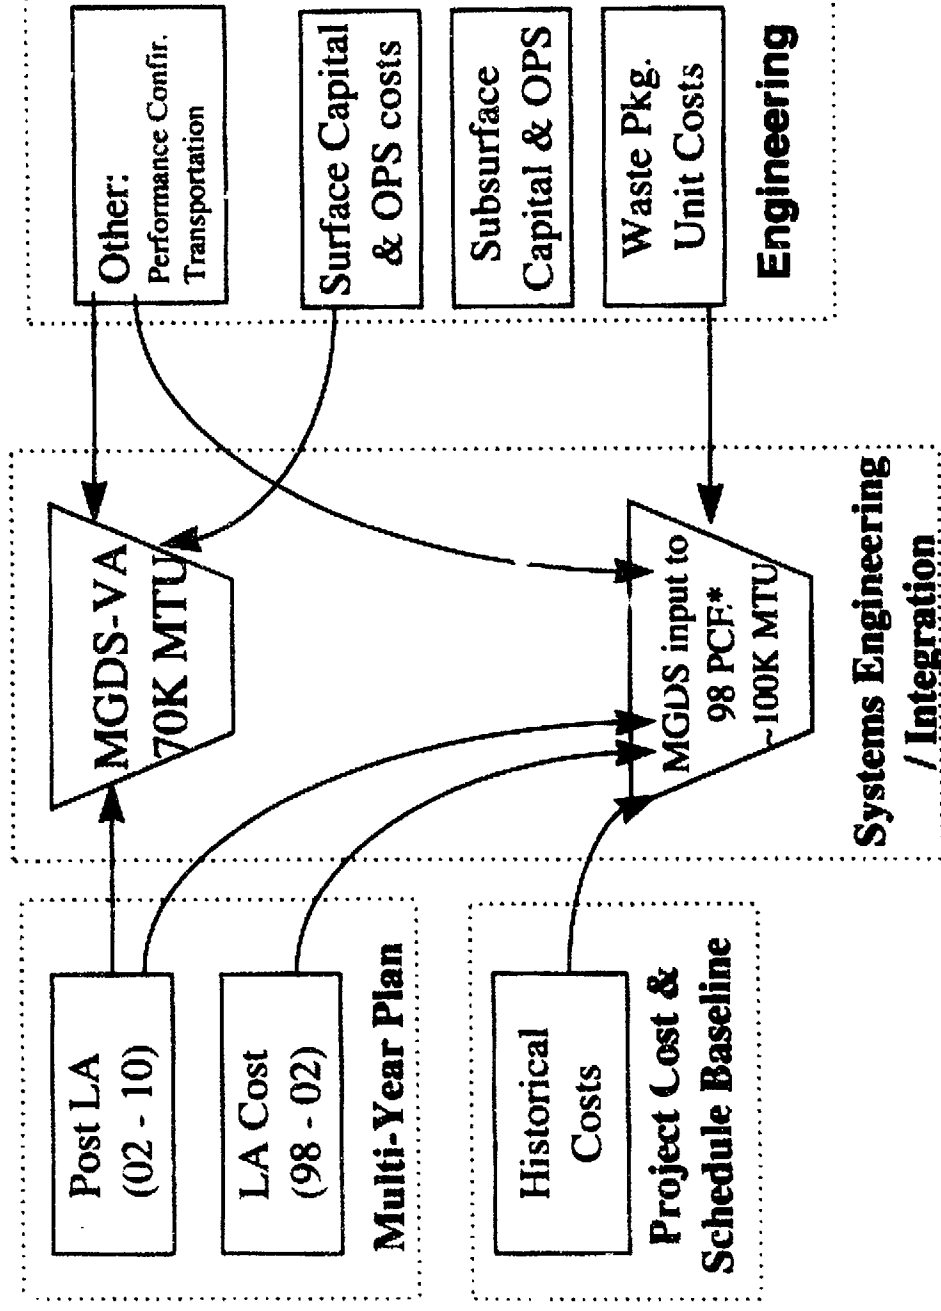 Post LA
(02 - 10)
LA Cost
(98 - 02)
Multi-Year Plan
Historical
Costs
Project Cost &
Schedule Baseline
MGDS-VA
70K MTU
MGDS input to
98 PCE*
~100K MTU
Systems Engineering
/ Integration
Other:
Performance Confir.
Transportation
Surface Capital
& OPS costs
Subsurface
Capital & OPS
Waste Pkg.
Unit Costs
Engineering